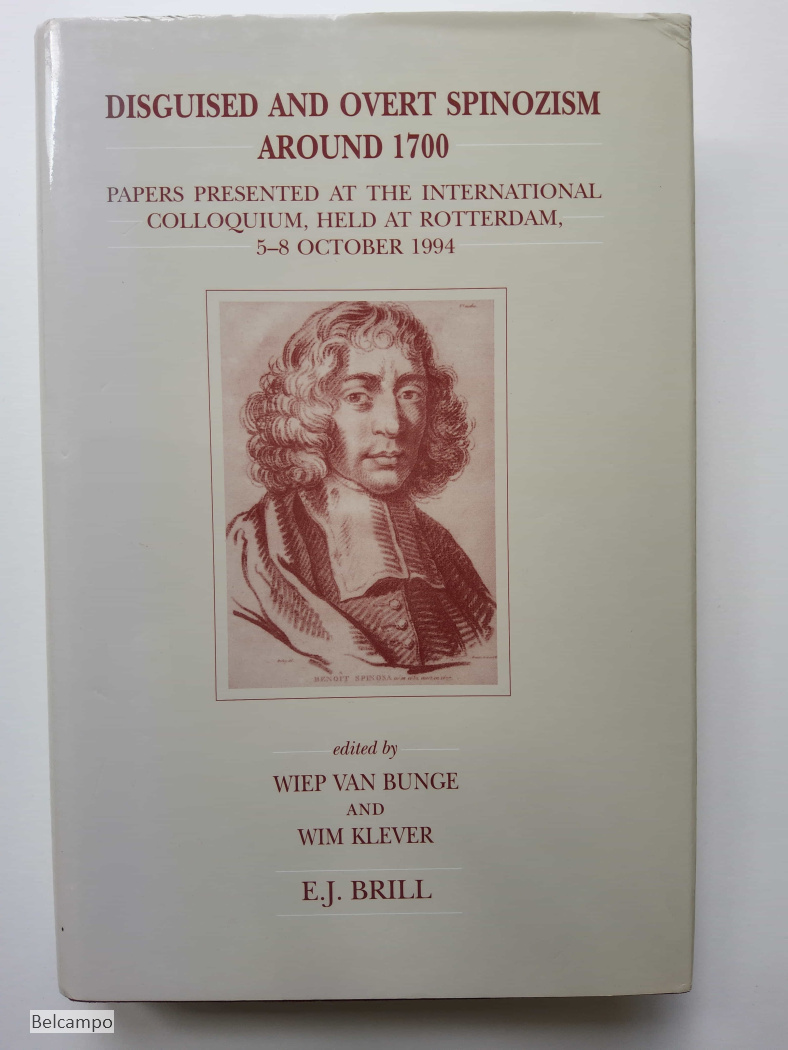 DISGUISED AND OVERT SPINOZISM
AROUND 1700
PAPERS PRESENTED AT THE INTERNATIONAL
COLLOQUIUM, HELD AT ROTTERDAM,
5–8 OCTOBER 1994
BENOIT SPINOSA
edited by
WIEP VAN BUNGE
AND
WIM KLEVER
E.J. BRILL
Belcampo